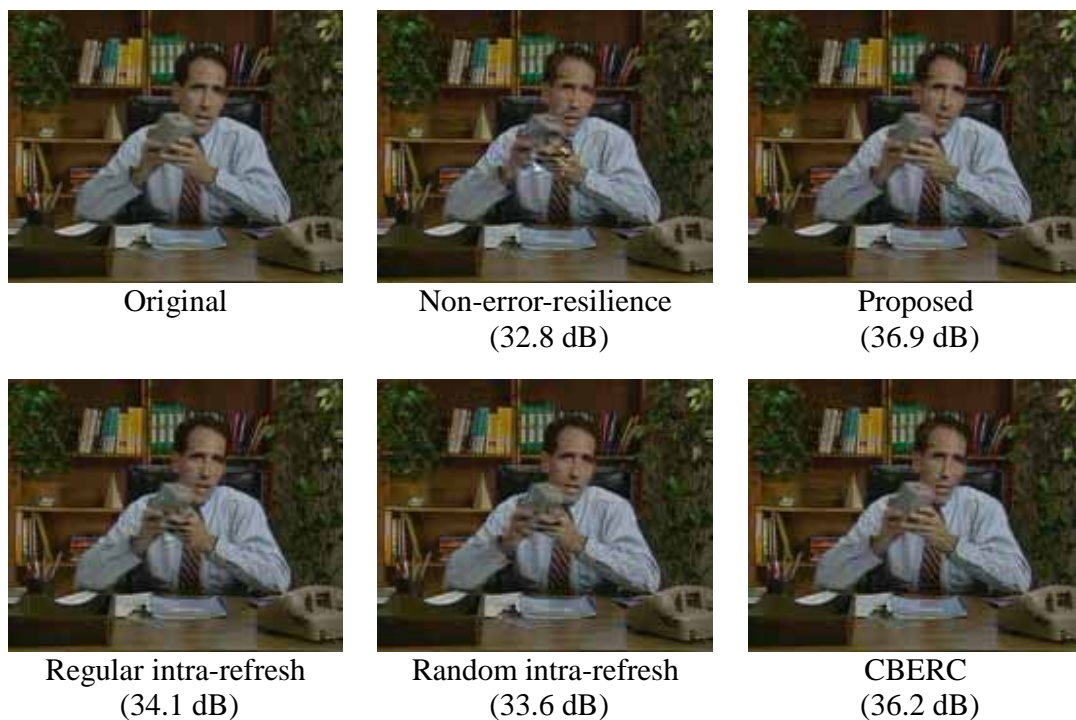 Original
Non-error-resilience
(32.8 dB)
Proposed
(36.9 dB)
Regular intra-refresh
(34.1 dB)
Random intra-refresh
(33.6 dB)
CBERC
(36.2 dB)